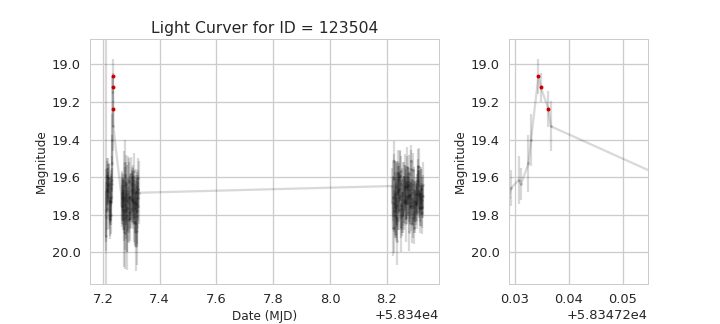 Light Curver for ID = 123504
Magnitude
19.0
19.2
19.4
19.6
19.8
20.0
7.2 7.4 7.6 7.8 8.0 8.2
Date (MJD)
+5.834e4
Magnitude
19.0
19.2
19.4
19.6
19.8
20.0
0.03 0.04 0.05
+5.83472e4